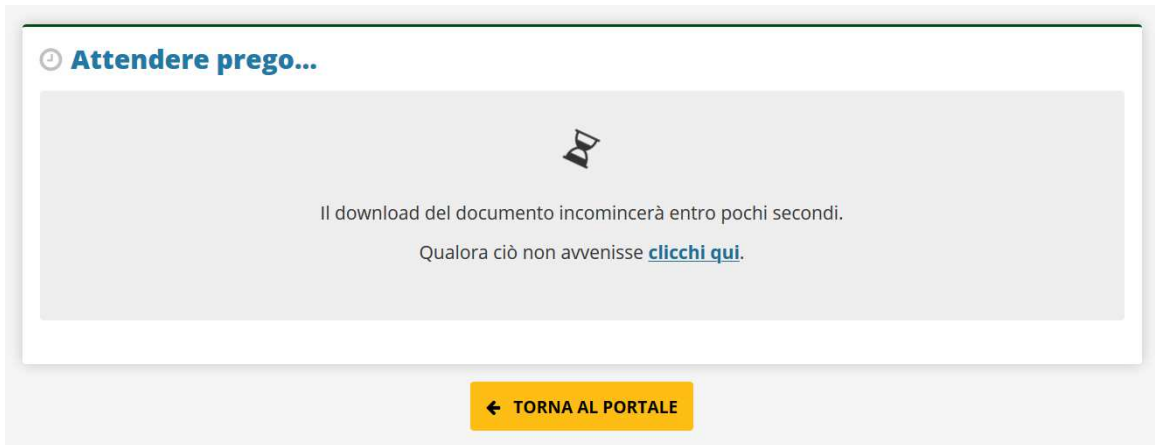 Attendere prego...
Il download del documento incomincerà entro pochi secondi.
Qualora ciò non avvenisse clicchi qui.
TORNA AL PORTALE